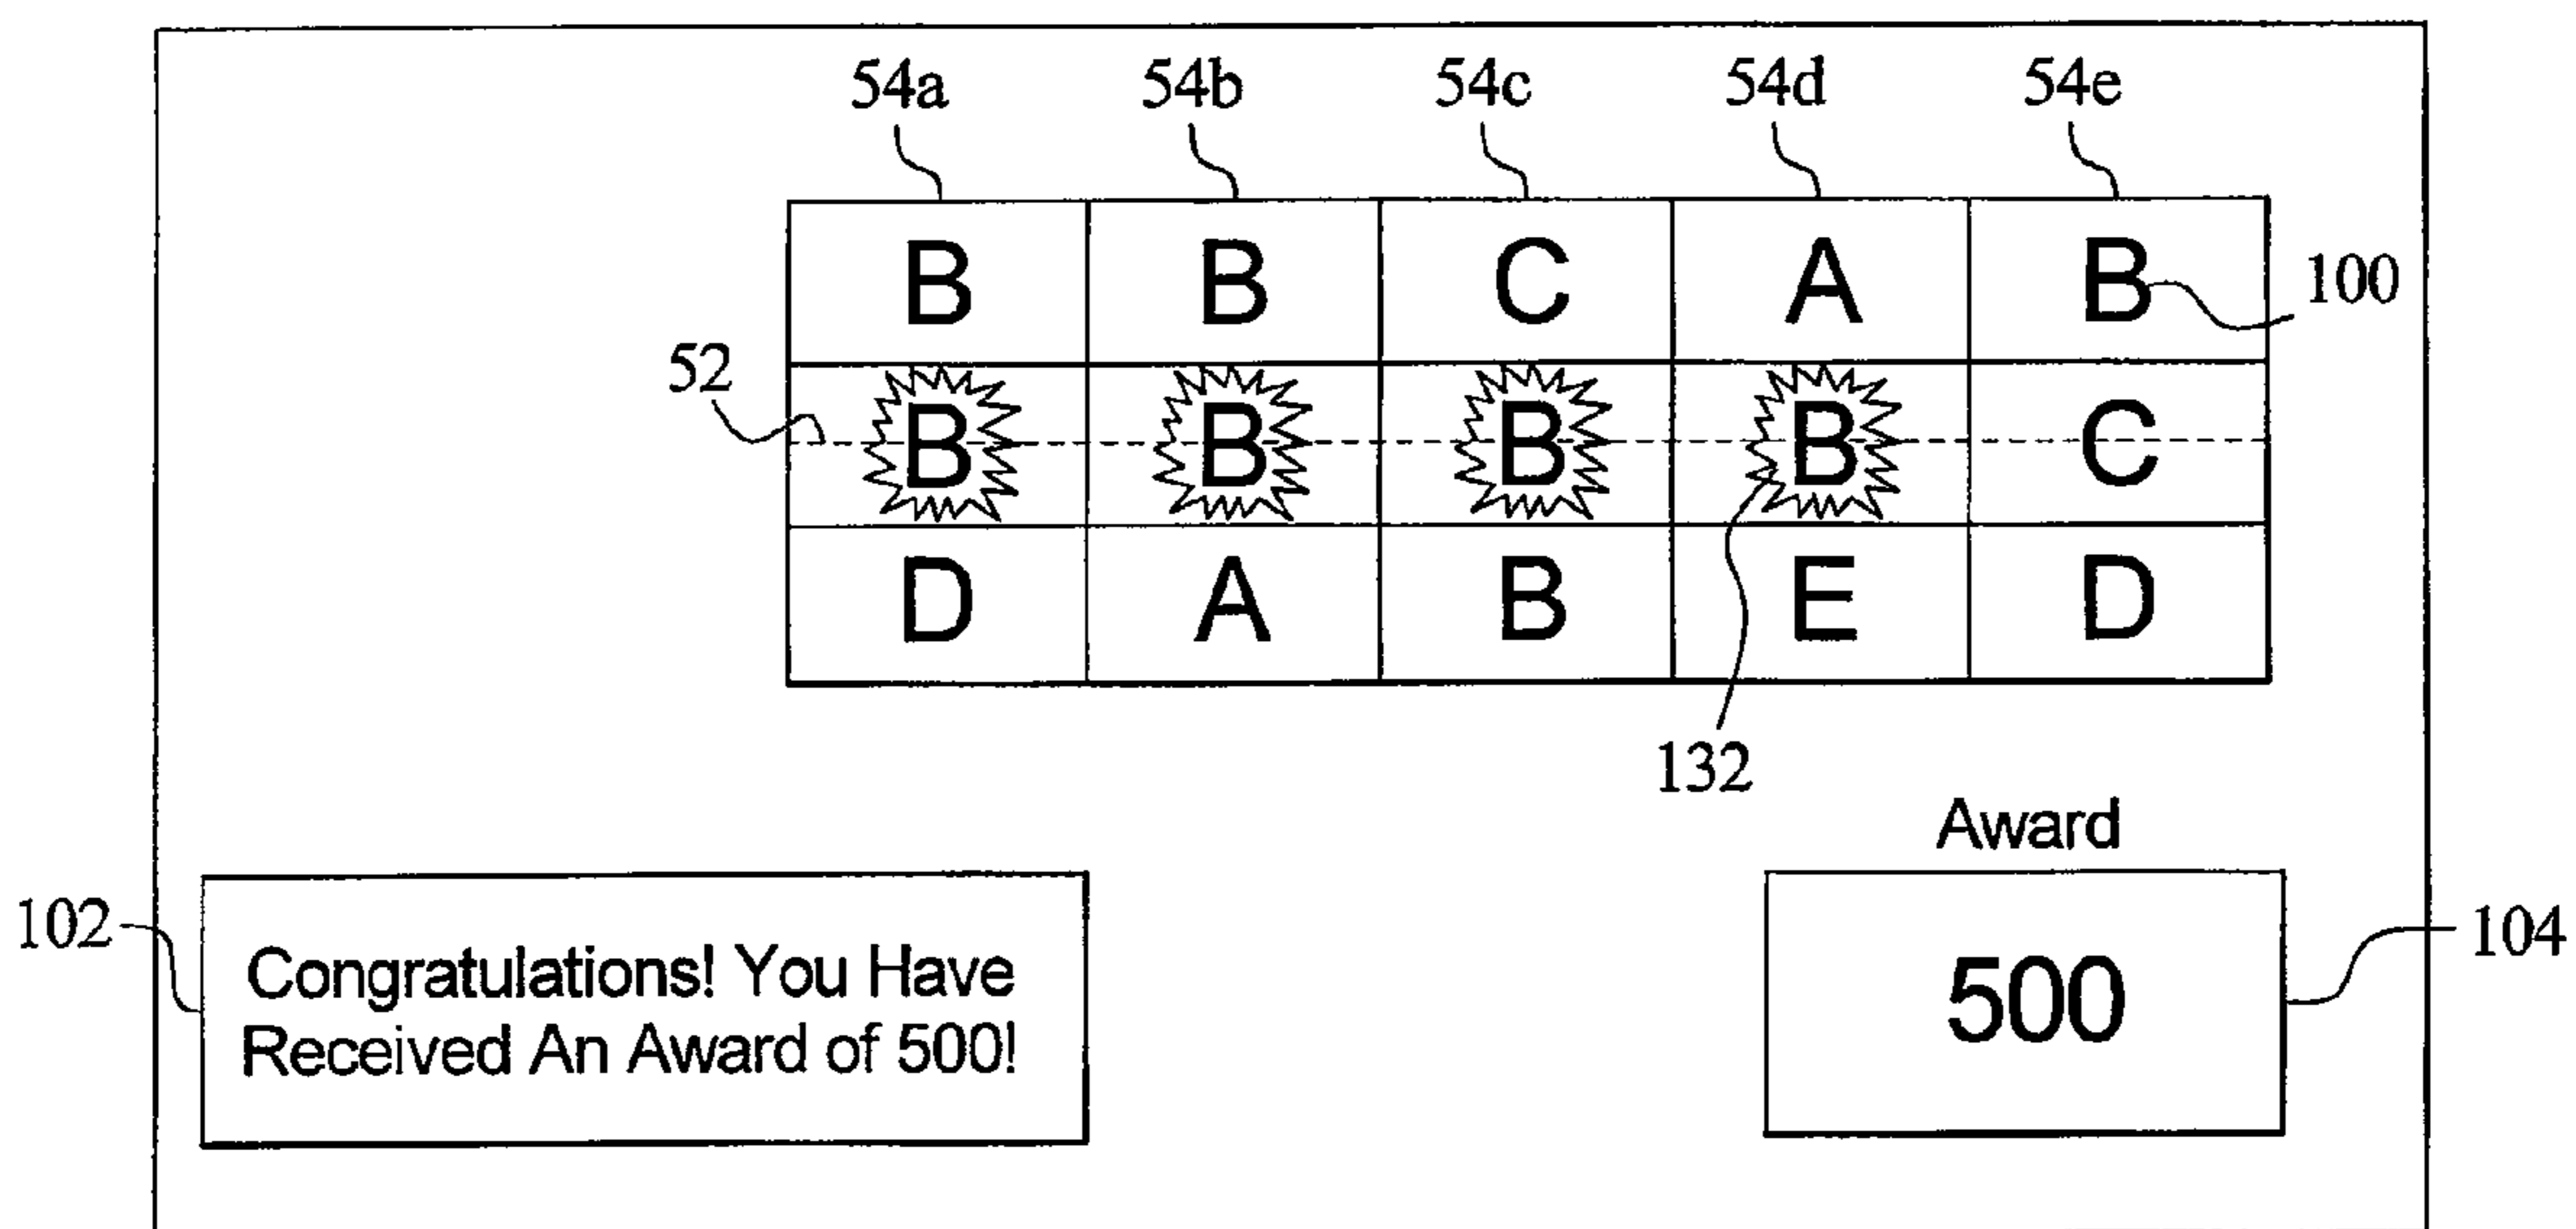 54a 54b 54c 54d 54e
B B C A B 100
52 B B B B C
D A B E D
132
Award
102 104
Congratulations! You Have
Received An Award of 500!
500